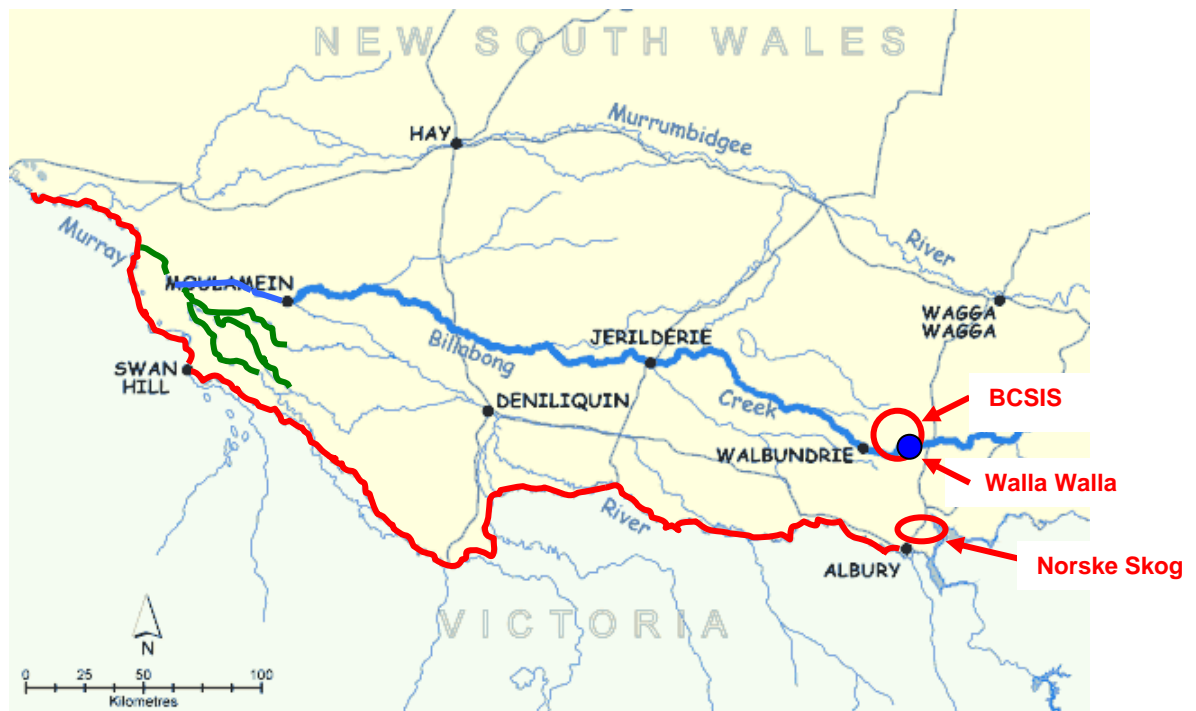 NEW SOUTH WALES
HAY
Murrumbidgee
River
Murray
MOULAMEIN
WAGGA
WAGGA
JERILDERIE
Billabong
SWAN
HILL
BCSIS
DENILIQUIN
Creek
WALBUNDRIE
Walla Walla
River
ALBURY
Norske Skog
VICTORIA
N
0 25 50 100
Kilometres